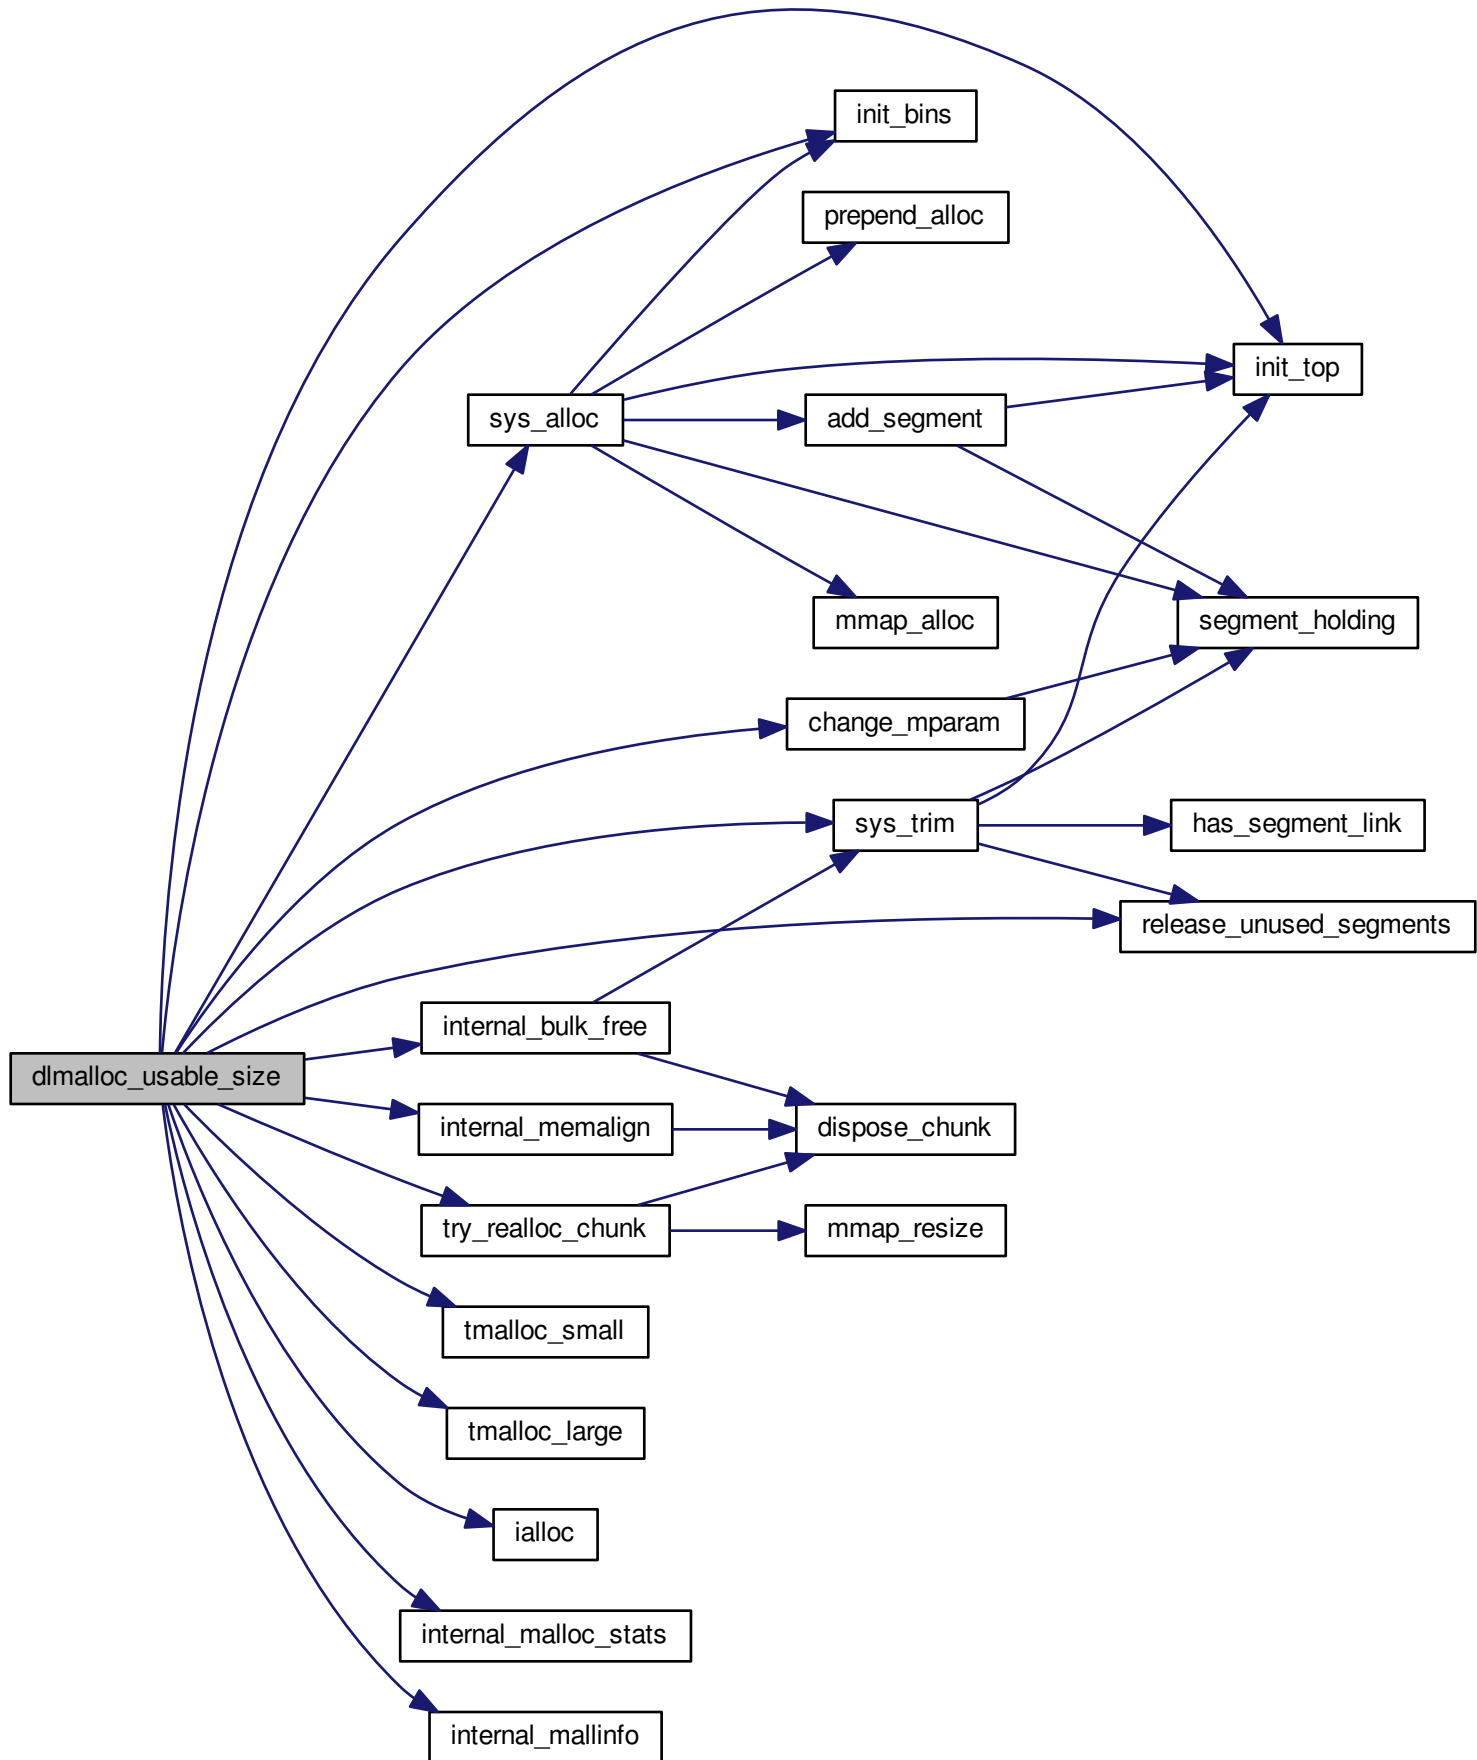 init_bins
prepend_alloc
init_top
sys_alloc
add_segment
mmap_alloc
segment_holding
change_mparam
sys_trim
has_segment_link
release_unused_segments
internal_bulk_free
dlmalloc_usable_size
internal_memalign
dispose_chunk
try_realloc_chunk
mmap_resize
tmalloc_small
tmalloc_large
ialloc
internal_malloc_stats
internal_mallinfo